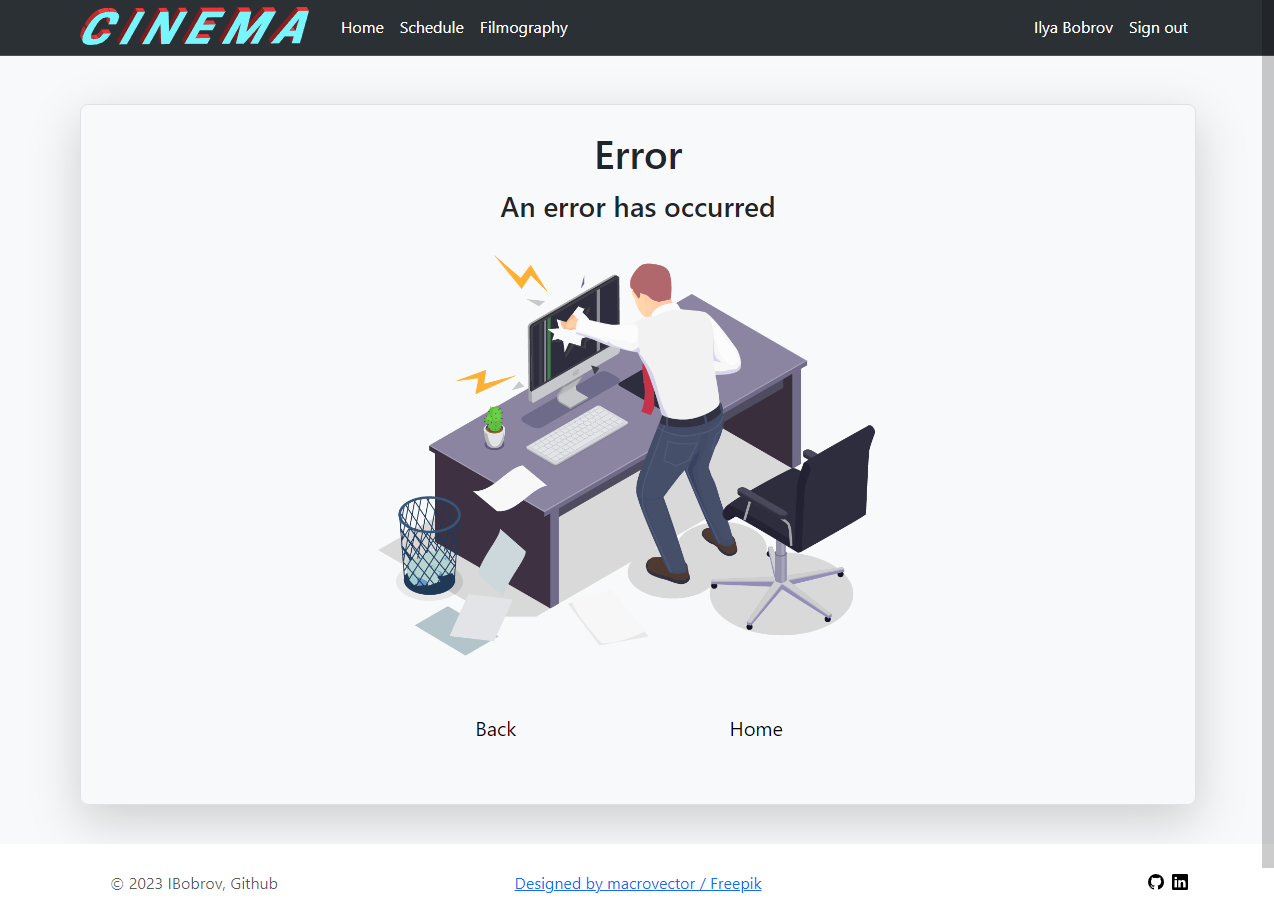 CINEMA Home Schedule Filmography Ilya Bobrov Sign out
Error
An error has occurred
Back Home
© 2023 IBobrov, Github Designed by macrovector / Freepik